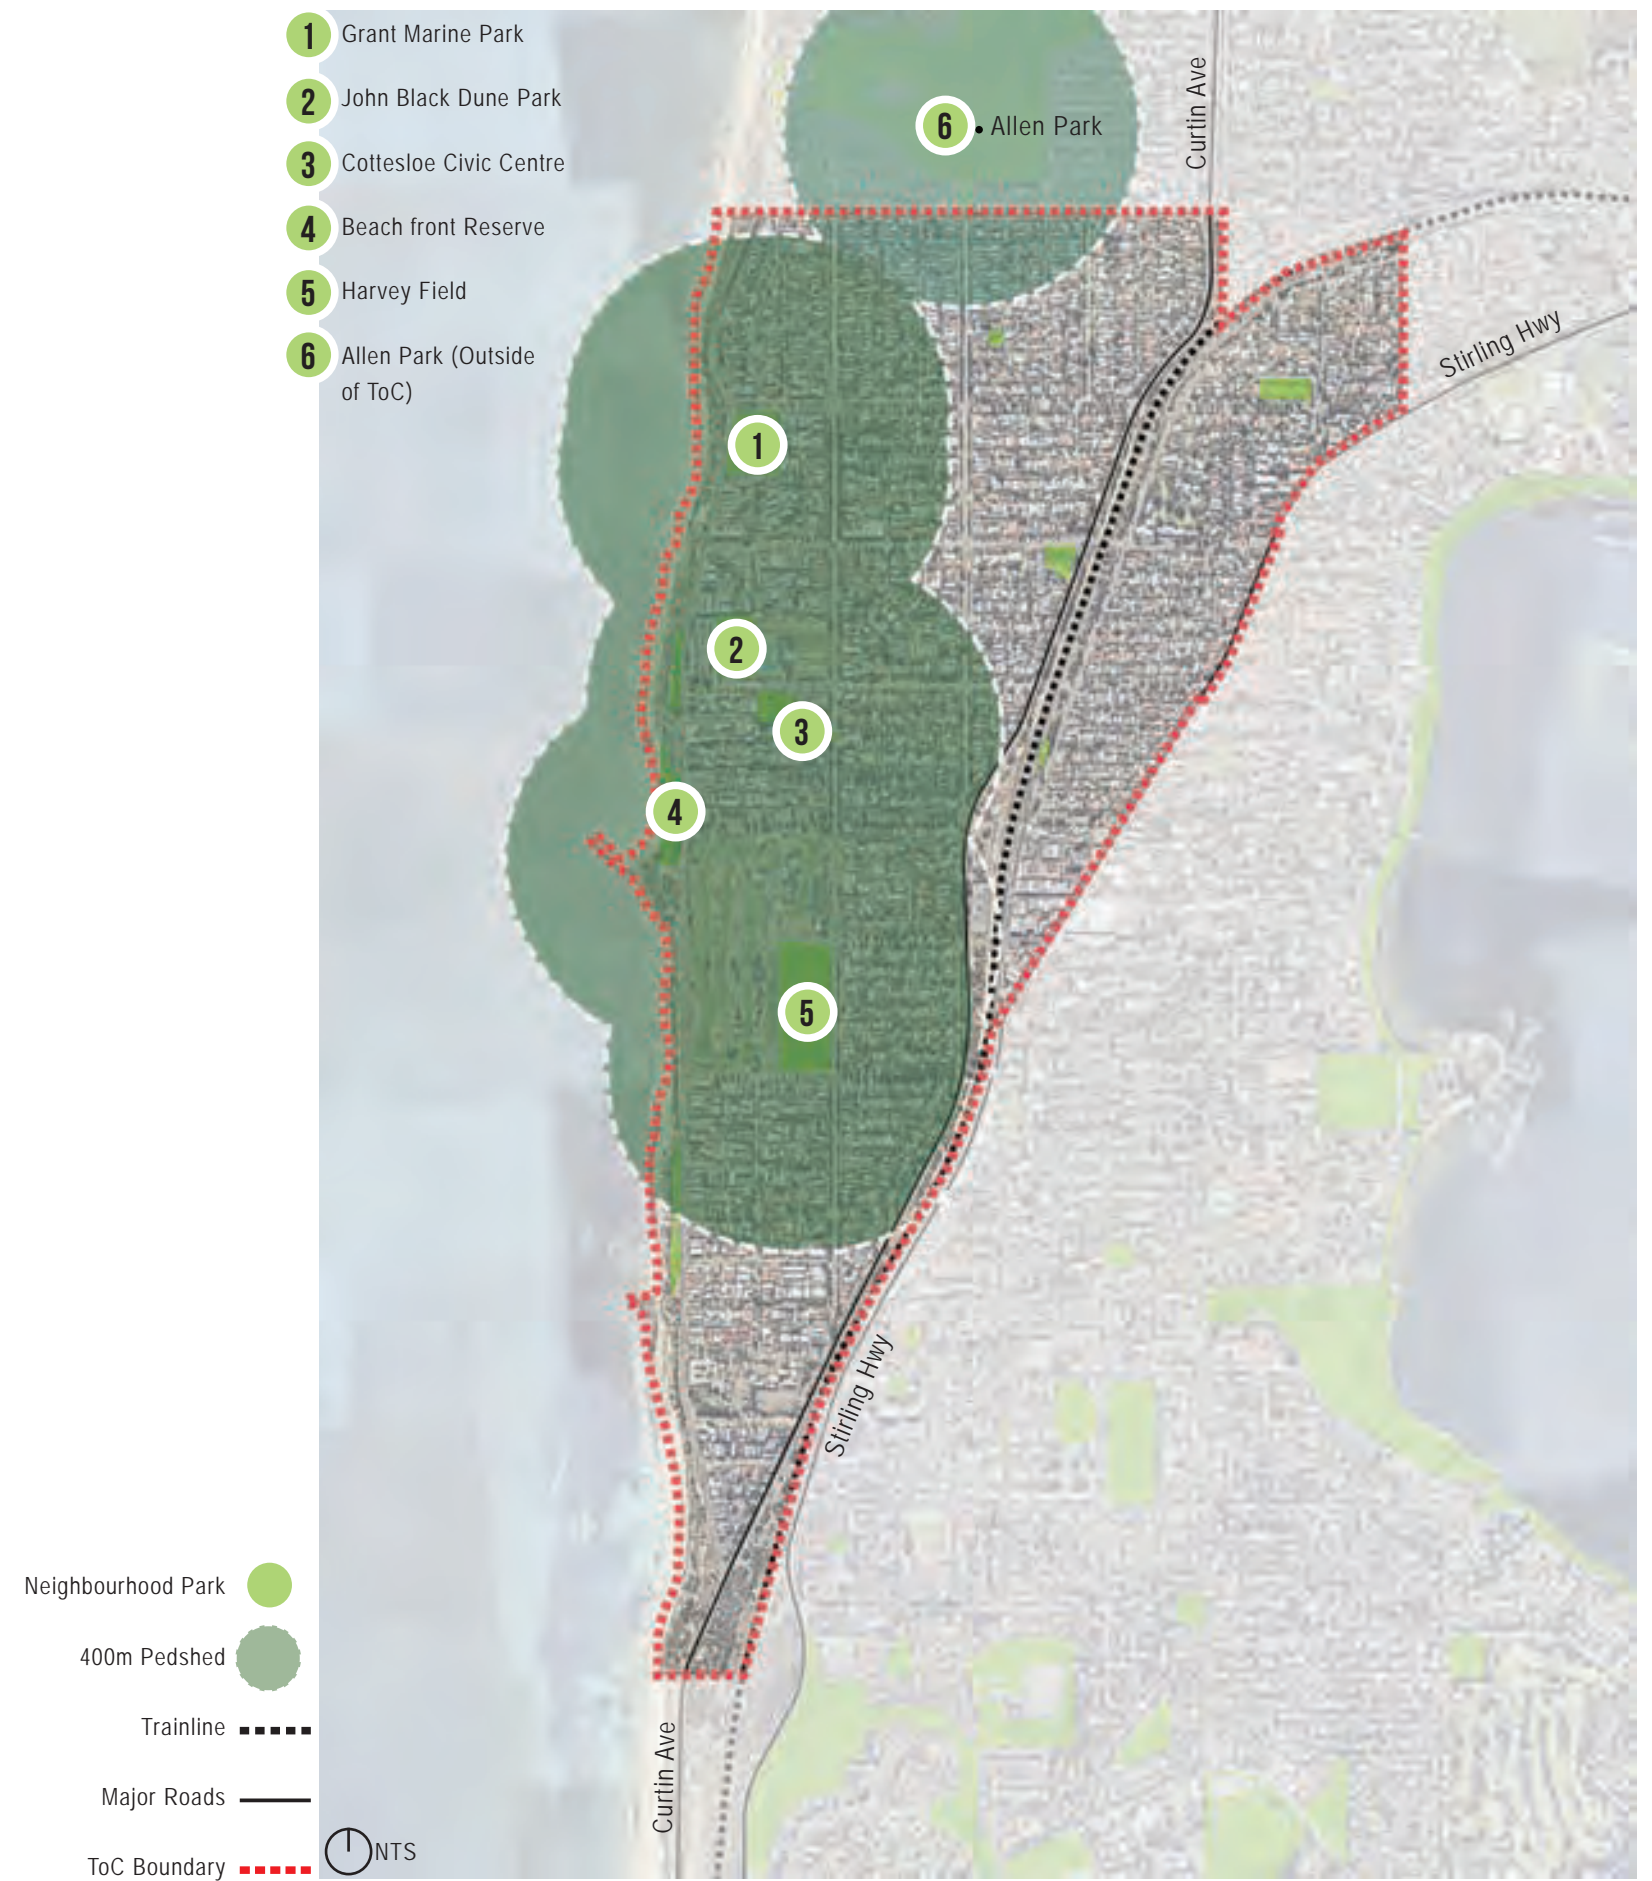 1 Grant Marine Park
2 John Black Dune Park
3 Cottesloe Civic Centre
4 Beach front Reserve
5 Harvey Field
6 Allen Park (Outside
of ToC)
6 Allen Park
Curtin Ave
Stirling Hwy
1
2
3
4
5
Stirling Hwy
Curtin Ave
Neighbourhood Park
400m Pedshed
Trainline
Major Roads
ToC Boundary
NTS